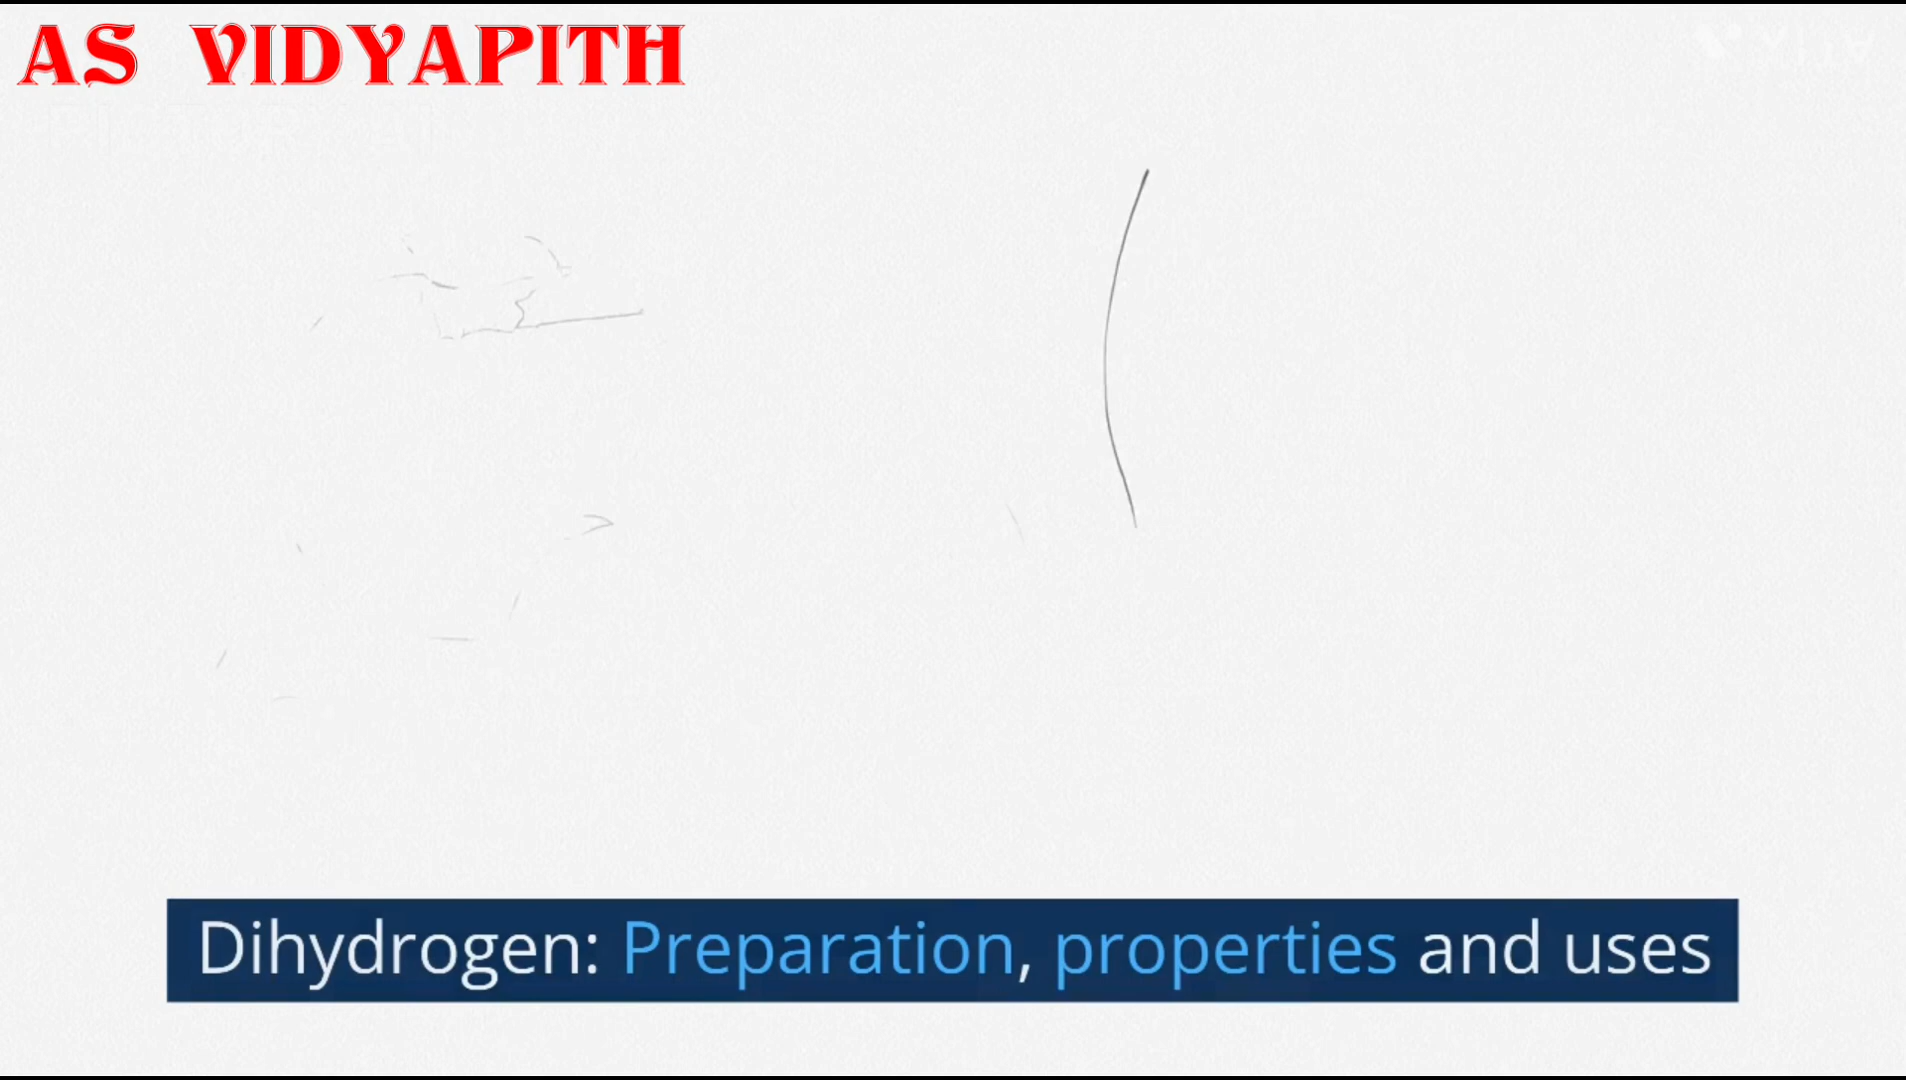 AS VIDYAPITH
Dihydrogen: Preparation, properties and uses